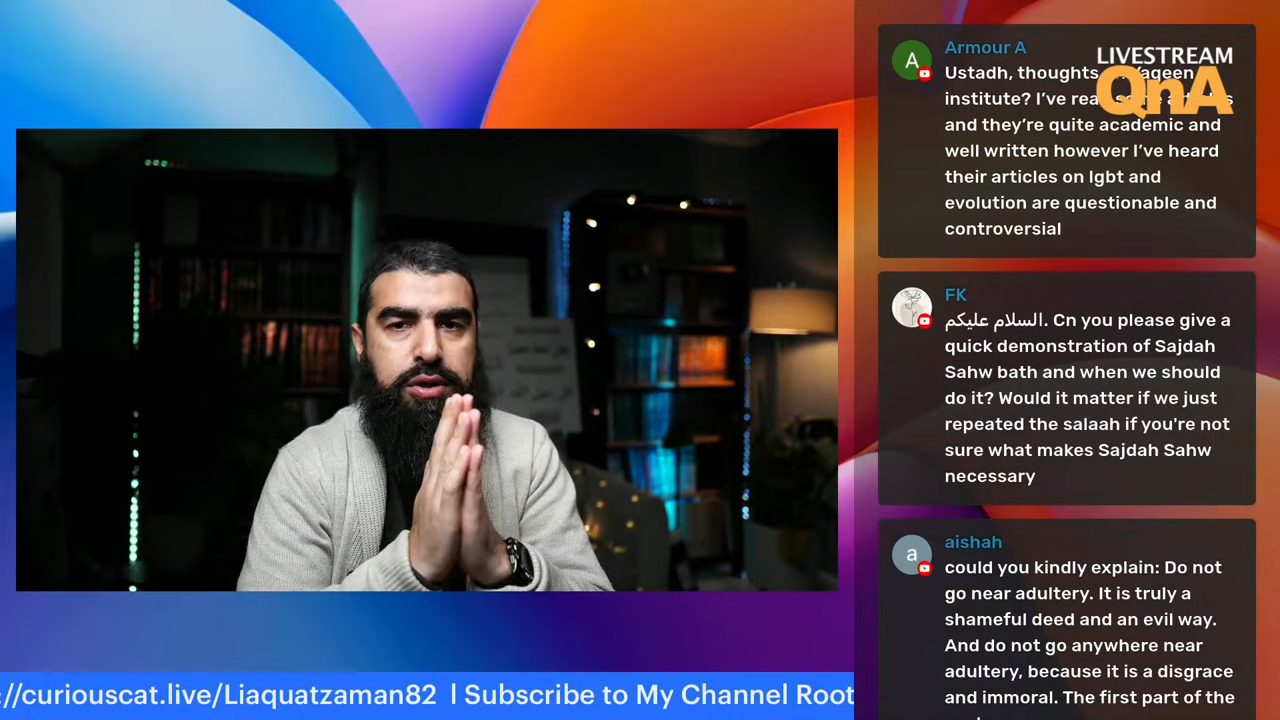 Armour A
Ustadh, thoughts
institute? I've
and they're quite academic and
well written however I've heard
their articles on lgbt and
evolution are questionable and
controversial
LIVESTREAM
QnA
FK
السلام عليكم. Cn you please give a
quick demonstration of Sajdah
Sahw bath and when we should
do it? Would it matter if we just
repeated the salaah if you're not
sure what makes Sajdah Sahw
necessary
a
aishah
could you kindly explain: Do not
go near adultery. It is truly a
shameful deed and an evil way.
And do not go anywhere near
adultery, because it is a disgrace
and immoral. The first part of the
://curiouscat.live/Liaquatzaman82 | Subscribe to My Channel Root